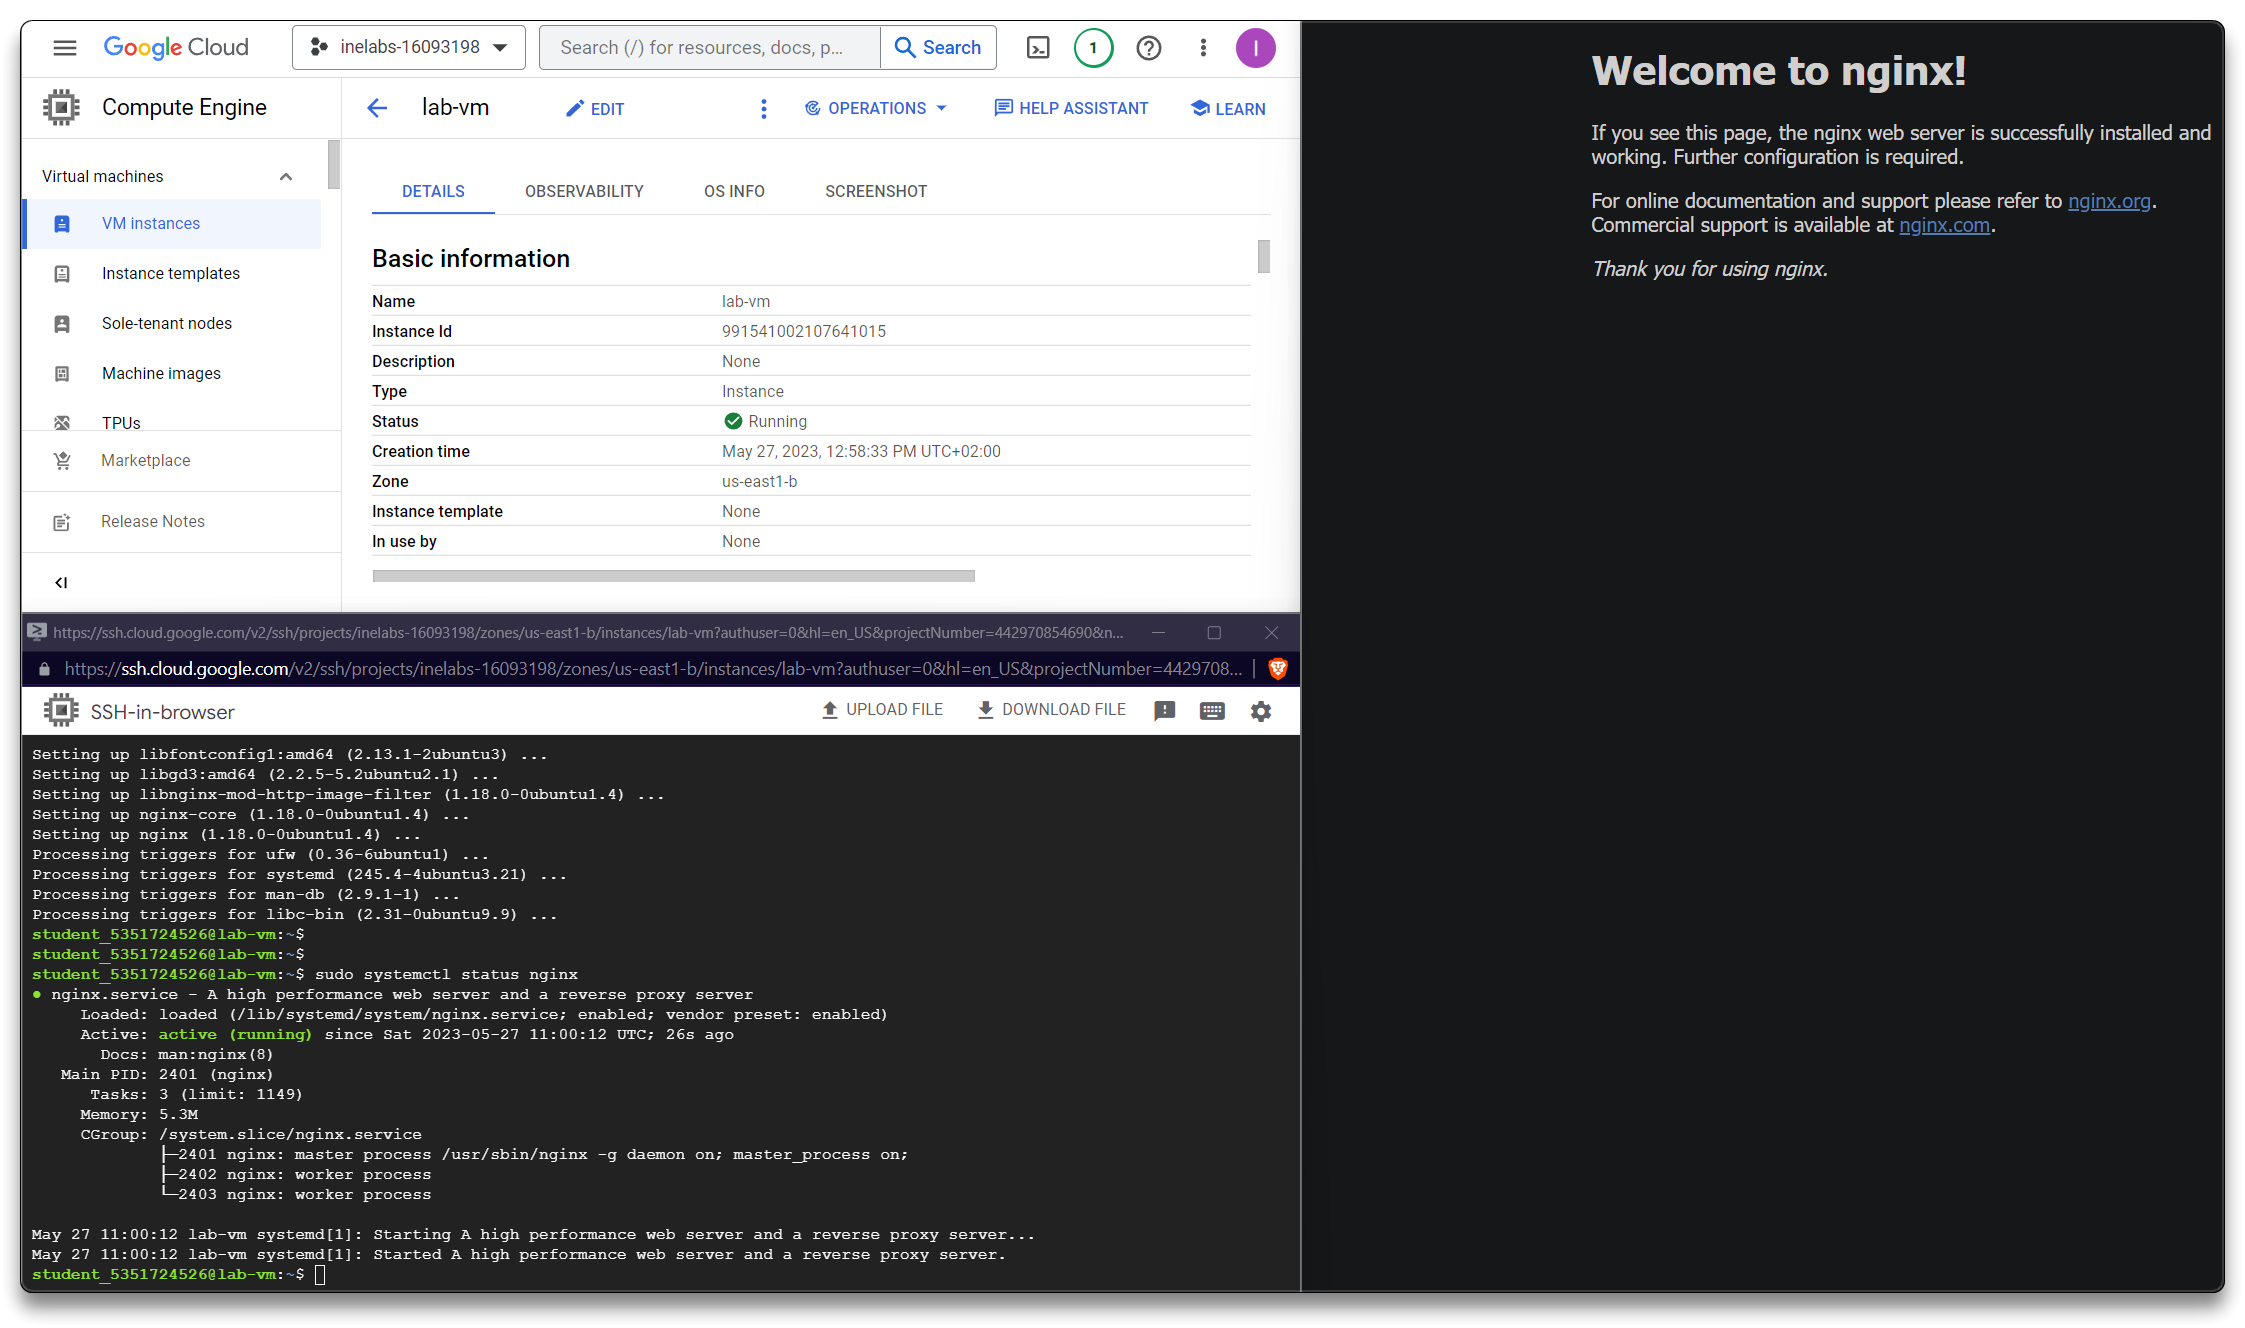 Google Cloud
inelabs-16093198
Search (/) for resources, docs, p...
Search
1
I
Compute Engine
lab-vm
EDIT
OPERATIONS
HELP ASSISTANT
LEARN
Virtual machines
VM instances
Instance templates
Sole-tenant nodes
Machine images
TPUs
Marketplace
Release Notes
DETAILS OBSERVABILITY OS INFO SCREENSHOT
Basic information
Name lab-vm
Instance Id 991541002107641015
Description None
Type Instance
Status Running
Creation time May 27, 2023, 12:58:33 PM UTC+02:00
Zone us-east1-b
Instance template None
In use by None
https://ssh.cloud.google.com/v2/ssh/projects/inelabs-16093198/zones/us-east1-b/instances/lab-vm?authuser=0&hl=en_US&projectNumber=442970854690&n...
https://ssh.cloud.google.com/v2/ssh/projects/inelabs-16093198/zones/us-east1-b/instances/lab-vm?authuser=0&hl=en_US&projectNumber=4429708...
SSH-in-browser
UPLOAD FILE
DOWNLOAD FILE
Setting up libfontconfig1:amd64 (2.13.1-2ubuntu3) ...
Setting up libgd3:amd64 (2.2.5-5.2ubuntu2.1) ...
Setting up libnginx-mod-http-image-filter (1.18.0-0ubuntu1.4) ...
Setting up nginx-core (1.18.0-0ubuntu1.4) ...
Setting up nginx (1.18.0-0ubuntu1.4) ...
Processing triggers for ufw (0.36-6ubuntu1) ...
Processing triggers for systemd (245.4-4ubuntu3.21) ...
Processing triggers for man-db (2.9.1-1) ...
Processing triggers for libc-bin (2.31-0ubuntu9.9) ...
student_5351724526@lab-vm:~$
student_5351724526@lab-vm:~$
student_5351724526@lab-vm:~$ sudo systemctl status nginx
● nginx.service - A high performance web server and a reverse proxy server
Loaded: loaded (/lib/systemd/system/nginx.service; enabled; vendor preset: enabled)
Active: active (running) since Sat 2023-05-27 11:00:12 UTC; 26s ago
Docs: man:nginx(8)
Main PID: 2401 (nginx)
Tasks: 3 (limit: 1149)
Memory: 5.3M
CGroup: /system.slice/nginx.service
├─2401 nginx: master process /usr/sbin/nginx -g daemon on; master_process on;
├─2402 nginx: worker process
└─2403 nginx: worker process
May 27 11:00:12 lab-vm systemd[1]: Starting A high performance web server and a reverse proxy server...
May 27 11:00:12 lab-vm systemd[1]: Started A high performance web server and a reverse proxy server.
student_5351724526@lab-vm:~$
Welcome to nginx!
If you see this page, the nginx web server is successfully installed and
working. Further configuration is required.
For online documentation and support please refer to nginx.org.
Commercial support is available at nginx.com.
Thank you for using nginx.